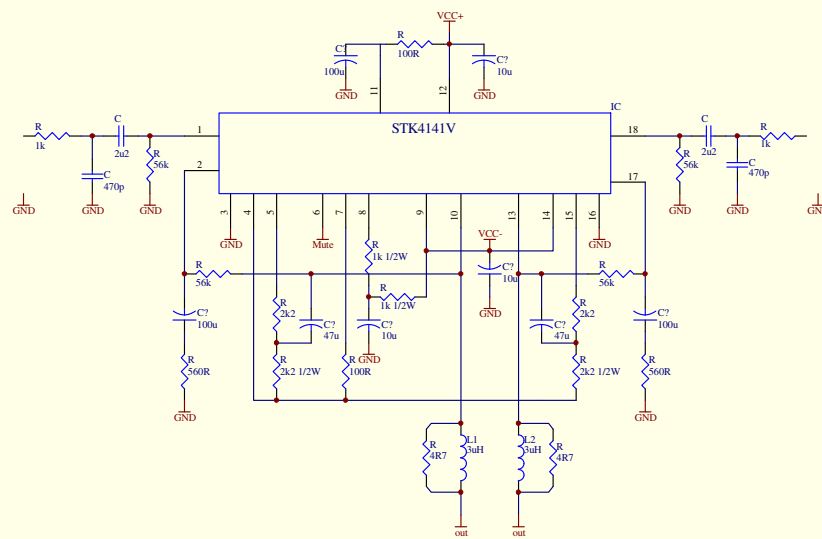 VCC+
R
100R
C?
100u
C?
10u
11
12
GND
GND
IC
STK4141V
R
1k
C
2u2
1
R
56k
2
C
470p
GND
GND
GND
18
C
2u2
R
1k
R
56k
17
C
470p
GND
GND
GND
3
4
5
6
7
8
9
10
13
14
15
16
GND
Mute
VCC-
GND
R
1k 1/2W
R
56k
C?
10u
R
56k
R
1k 1/2W
GND
C?
100u
R
2k2
C?
47u
C?
10u
C?
47u
R
2k2
C?
100u
GND
R
560R
R
2k2 1/2W
R
100R
R
2k2 1/2W
R
560R
GND
GND
R
4R7
L1
3uH
L2
3uH
R
4R7
out
out